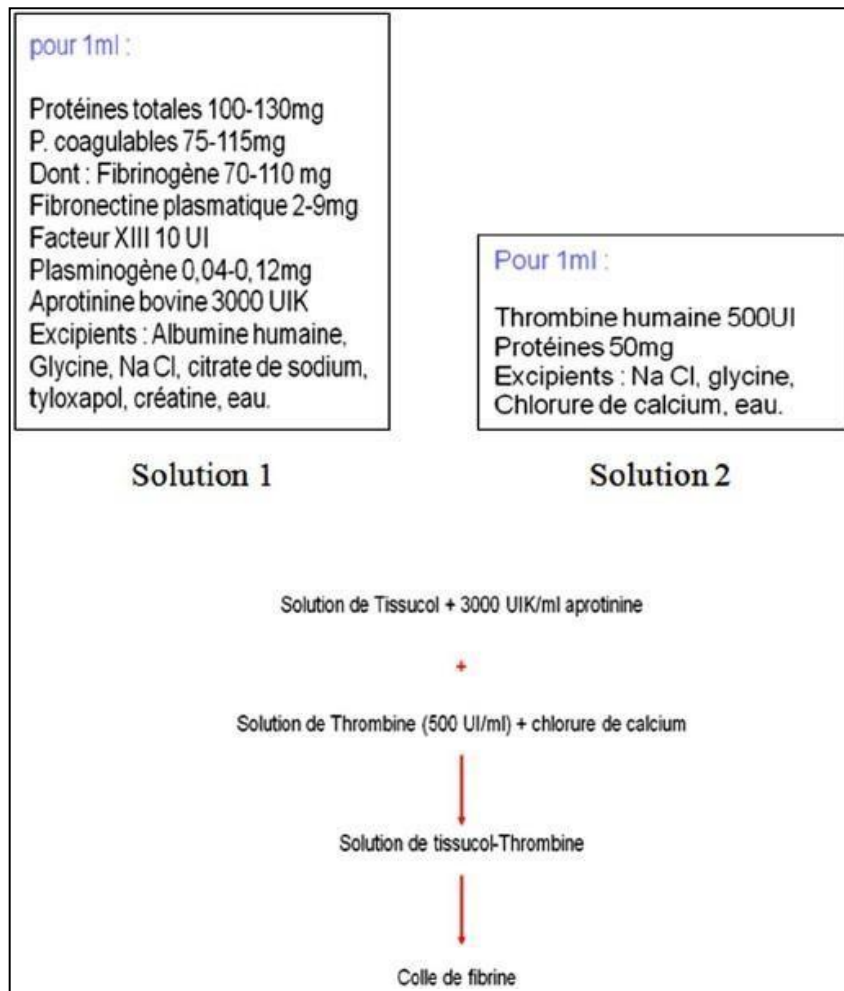 pour 1ml :
Protéines totales 100-130mg
P. coagulables 75-115mg
Dont : Fibrinogène 70-110 mg
Fibronectine plasmatique 2-9mg
Facteur XIII 10 UI
Plasminogène 0,04-0,12mg
Aprotinine bovine 3000 UIK
Excipients : Albumine humaine,
Glycine, Na Cl, citrate de sodium,
tyloxapol, créatine, eau.
Solution 1
Pour 1ml :
Thrombine humaine 500UI
Protéines 50mg
Excipients : Na Cl, glycine,
Chlorure de calcium, eau.
Solution 2
Solution de Tissucol + 3000 UIK/ml aprotinine
+
Solution de Thrombine (500 UI/ml) + chlorure de calcium
Solution de tissucol-Thrombine
Colle de fibrine